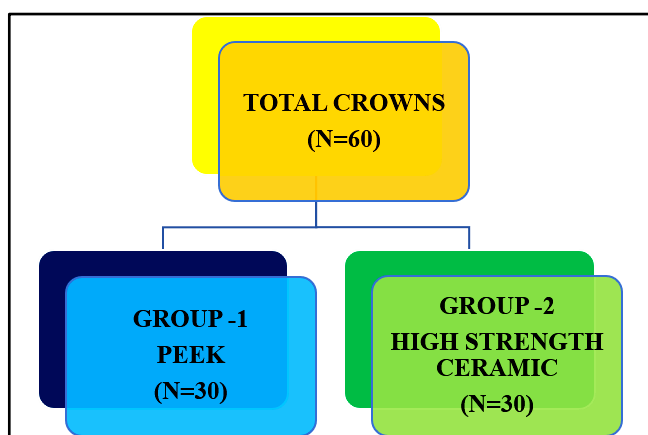 TOTAL CROWNS
(N=60)
GROUP -1
PEEK
(N=30)
GROUP -2
HIGH STRENGTH
CERAMIC
(N=30)